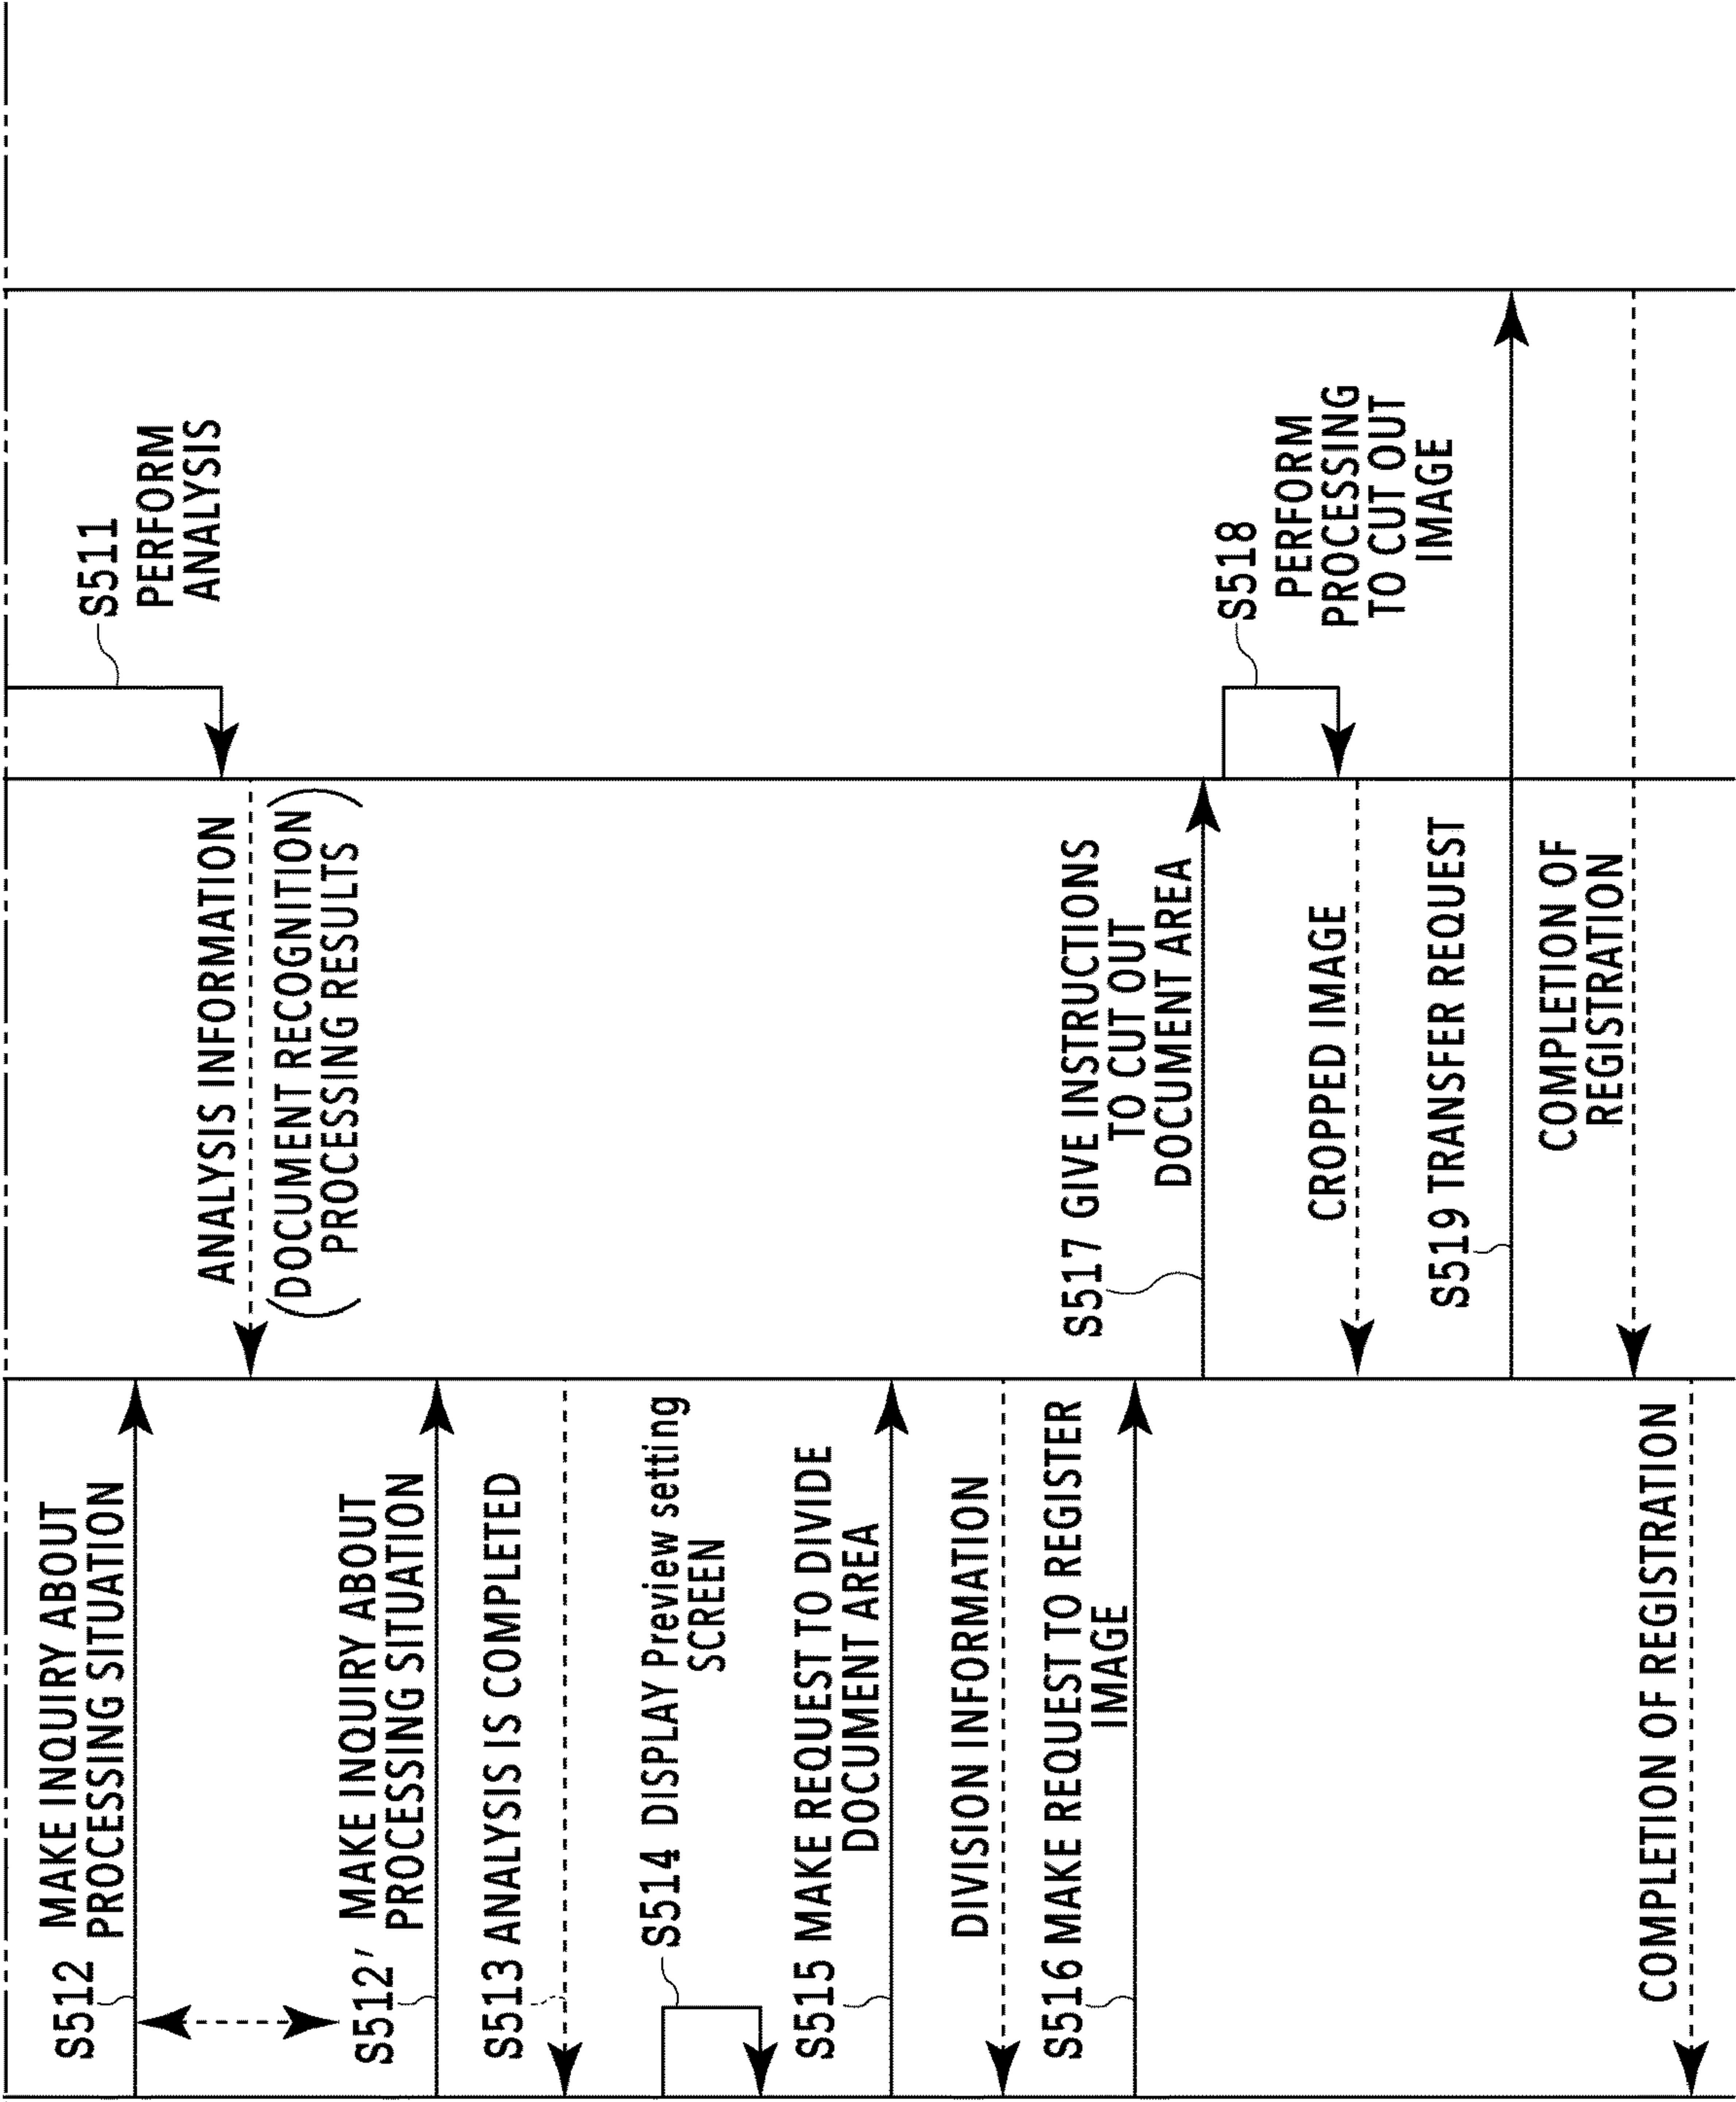 S511
PERFORM
ANALYSIS
S512 MAKE INQUIRY ABOUT
PROCESSING SITUATION
ANALYSIS INFORMATION
(DOCUMENT RECOGNITION
PROCESSING RESULTS)
S512' MAKE INQUIRY ABOUT
PROCESSING SITUATION
S513 ANALYSIS IS COMPLETED
S514 DISPLAY Preview setting
SCREEN
S515 MAKE REQUEST TO DIVIDE
DOCUMENT AREA
DIVISION INFORMATION
S516 MAKE REQUEST TO REGISTER
IMAGE
S517 GIVE INSTRUCTIONS
TO CUT OUT
DOCUMENT AREA
S518
PERFORM
PROCESSING
TO CUT OUT
IMAGE
CROPPED IMAGE
S519 TRANSFER REQUEST
COMPLETION OF
REGISTRATION
COMPLETION OF REGISTRATION